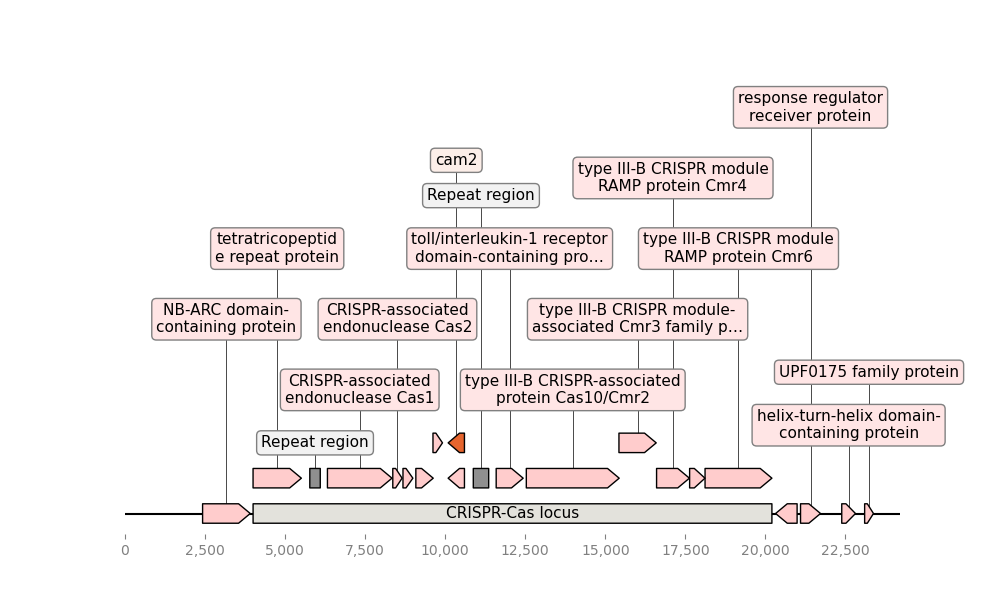 response regulator
receiver protein
cam2
type III-B CRISPR module
RAMP protein Cmr4
Repeat region
tetratricopeptid
e repeat protein
toll/interleukin-1 receptor
domain-containing pro…
type III-B CRISPR module
RAMP protein Cmr6
NB-ARC domain-
containing protein
CRISPR-associated
endonuclease Cas2
type III-B CRISPR module-
associated Cmr3 family p…
UPF0175 family protein
CRISPR-associated
endonuclease Cas1
type III-B CRISPR-associated
protein Cas10/Cmr2
helix-turn-helix domain-
containing protein
Repeat region
CRISPR-Cas locus
0 2,500 5,000 7,500 10,000 12,500 15,000 17,500 20,000 22,500